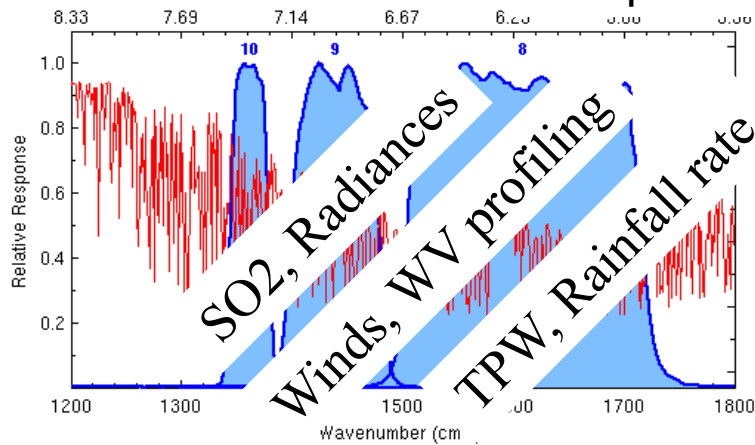 8.33 7.69 7.14 6.67
10 9 8
1.0
0.8
0.6
0.4
0.2
Relative Response
SO2, Radiances
Winds, WV profiling
TPW, Rainfall rate
1200 1300 1500 1700 1800
Wavenumber (cm